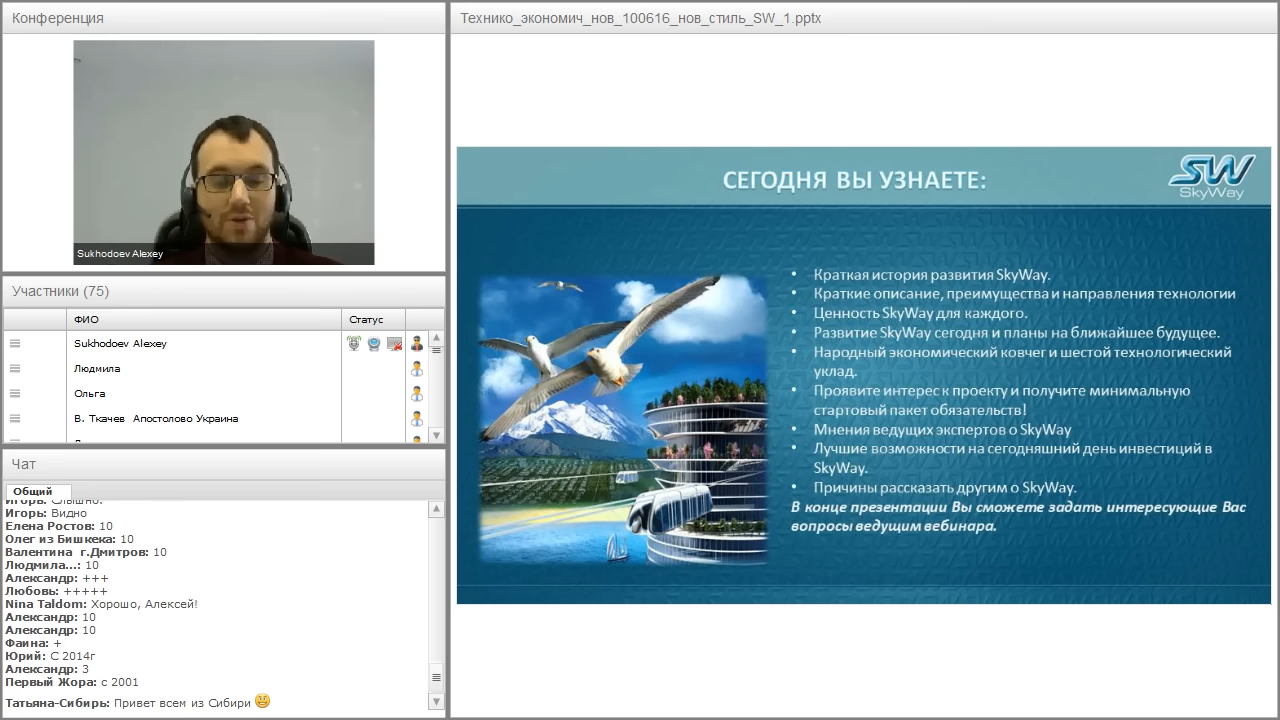 Конференция
Sukhodoev Alexey
Участники (75)
ФИО
Статус
Sukhodoev Alexey
Людмила
Ольга
В. Ткачев Апостолово Украина
Чат
Общий
Игорь: Слышно.
Игорь: Видно
Елена Ростов: 10
Олег из Бишкека: 10
Валентина г.Дмитров: 10
Людмила...: 10
Александр: +++
Любовь: +++++
Nina Taldom: Хорошо, Алексей!
Александр: 10
Александр: 10
Фаина: +
Юрий: С 2014г
Александр: 3
Первый Жора: с 2001
Татьяна-Сибирь: Привет всем из Сибири
Технико_экономич_нов_100616_нов_стиль_SW_1.pptx
СЕГОДНЯ ВЫ УЗНАЕТЕ:
SW
SkyWay
• Краткая история развития SkyWay.
• Краткие описание, преимущества и направления технологии
• Ценность SkyWay для каждого.
• Развитие SkyWay сегодня и планы на ближайшее будущее.
• Народный экономический ковчег и шестой технологический
уклад.
• Проявите интерес к проекту и получите минимальную
стартовый пакет обязательств!
• Мнения ведущих экспертов о SkyWay
• Лучшие возможности на сегодняшний день инвестиций в
SkyWay.
• Причины рассказать другим о SkyWay.
В конце презентации Вы сможете задать интересующие Вас
вопросы ведущим вебинара.